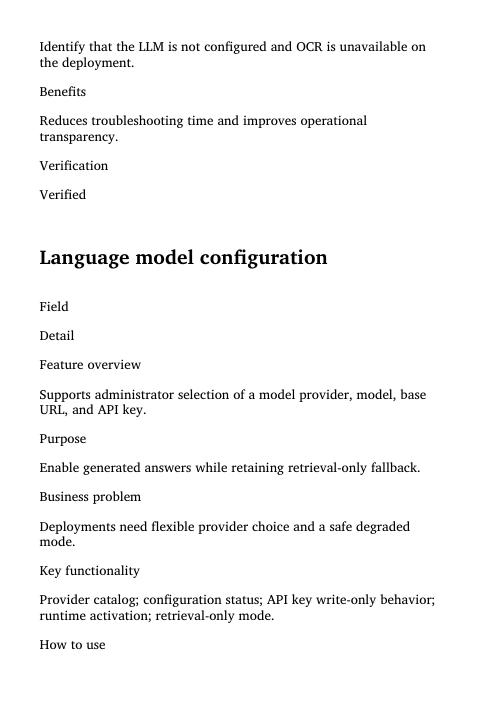 Identify that the LLM is not configured and OCR is unavailable on
the deployment.
Benefits
Reduces troubleshooting time and improves operational
transparency.
Verification
Verified
Language model configuration
Field
Detail
Feature overview
Supports administrator selection of a model provider, model, base
URL, and API key.
Purpose
Enable generated answers while retaining retrieval-only fallback.
Business problem
Deployments need flexible provider choice and a safe degraded
mode.
Key functionality
Provider catalog; configuration status; API key write-only behavior;
runtime activation; retrieval-only mode.
How to use